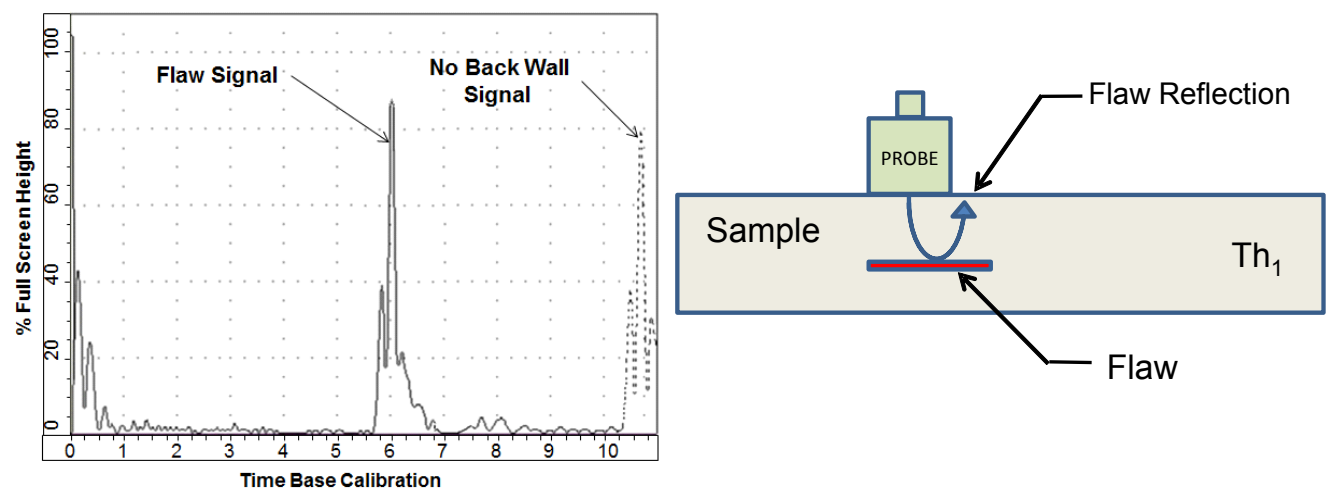 Flaw Signal
No Back Wall
Signal
% Full Screen Height
100
80
60
40
20
0
0 1 2 3 4 5 6 7 8 9 10
Time Base Calibration
Flaw Reflection
PROBE
Sample
Th₁
Flaw